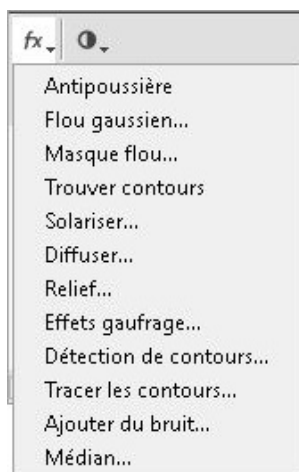 fx
Antipoussière
Flou gaussien...
Masque flou...
Trouver contours
Solariser...
Diffuser...
Relief...
Effets gaufrage...
Détection de contours...
Tracer les contours...
Ajouter du bruit...
Médian...